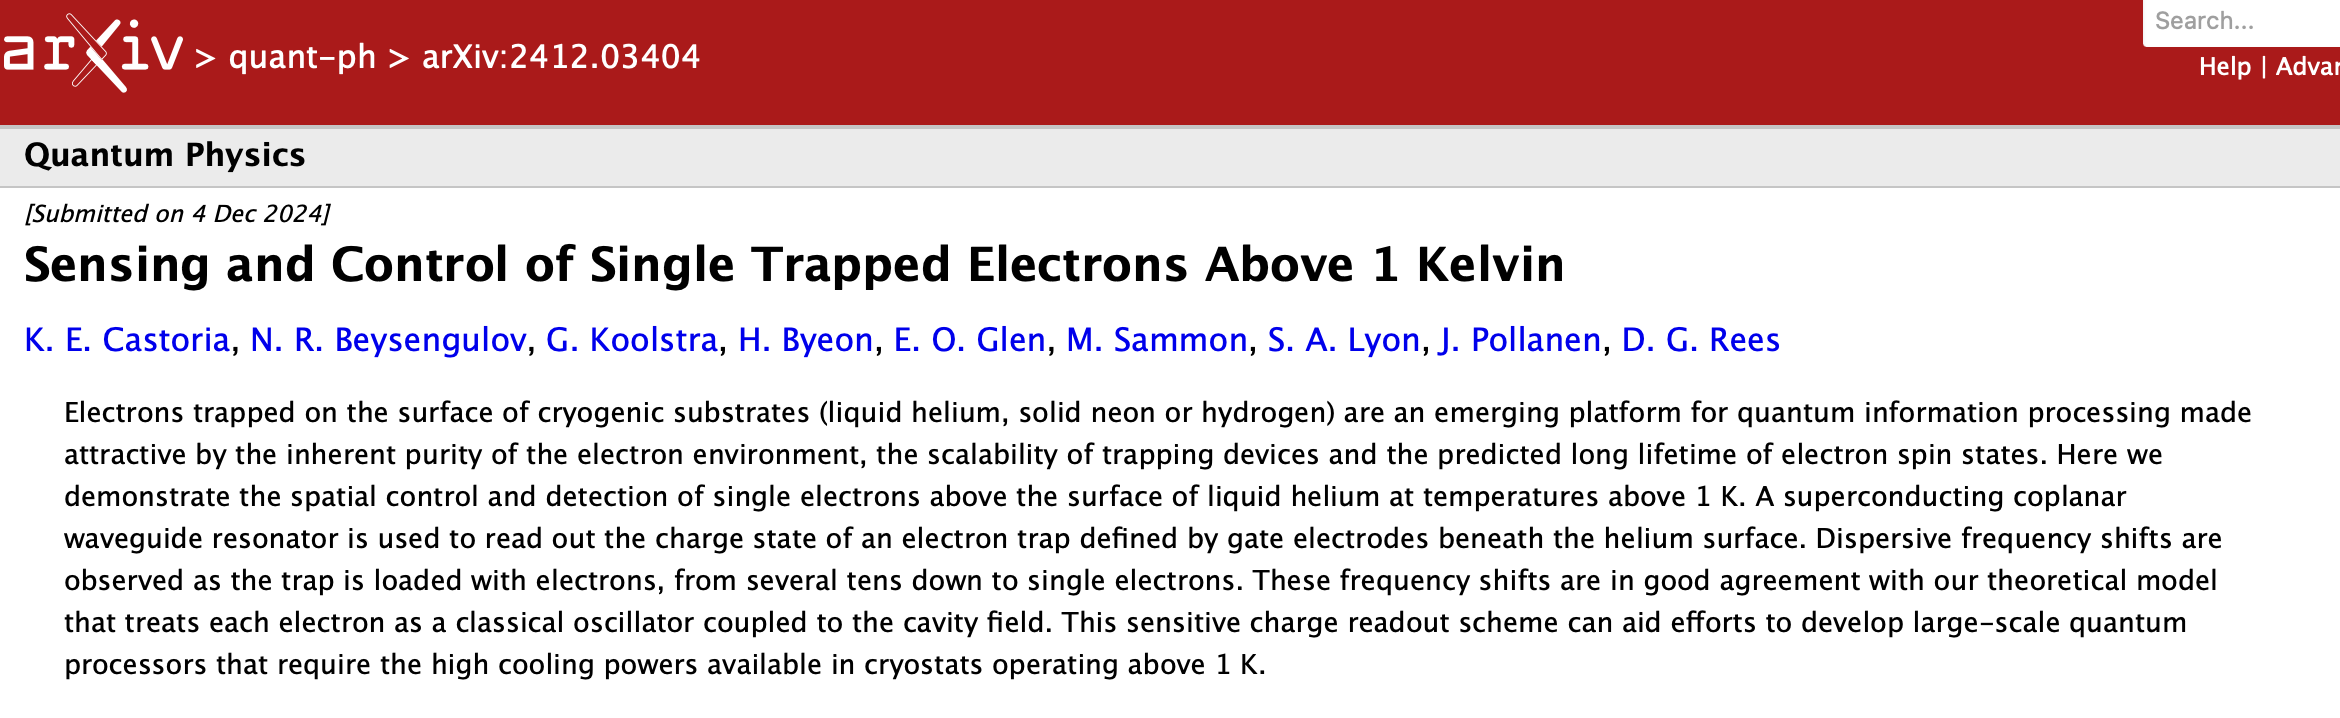 Search...
arXiv > quant-ph > arXiv:2412.03404
Help | Advan
Quantum Physics
[Submitted on 4 Dec 2024]
Sensing and Control of Single Trapped Electrons Above 1 Kelvin
K. E. Castoria, N. R. Beysengulov, G. Koolstra, H. Byeon, E. O. Glen, M. Sammon, S. A. Lyon, J. Pollanen, D. G. Rees
Electrons trapped on the surface of cryogenic substrates (liquid helium, solid neon or hydrogen) are an emerging platform for quantum information processing made
attractive by the inherent purity of the electron environment, the scalability of trapping devices and the predicted long lifetime of electron spin states. Here we
demonstrate the spatial control and detection of single electrons above the surface of liquid helium at temperatures above 1 K. A superconducting coplanar
waveguide resonator is used to read out the charge state of an electron trap defined by gate electrodes beneath the helium surface. Dispersive frequency shifts are
observed as the trap is loaded with electrons, from several tens down to single electrons. These frequency shifts are in good agreement with our theoretical model
that treats each electron as a classical oscillator coupled to the cavity field. This sensitive charge readout scheme can aid efforts to develop large-scale quantum
processors that require the high cooling powers available in cryostats operating above 1 K.